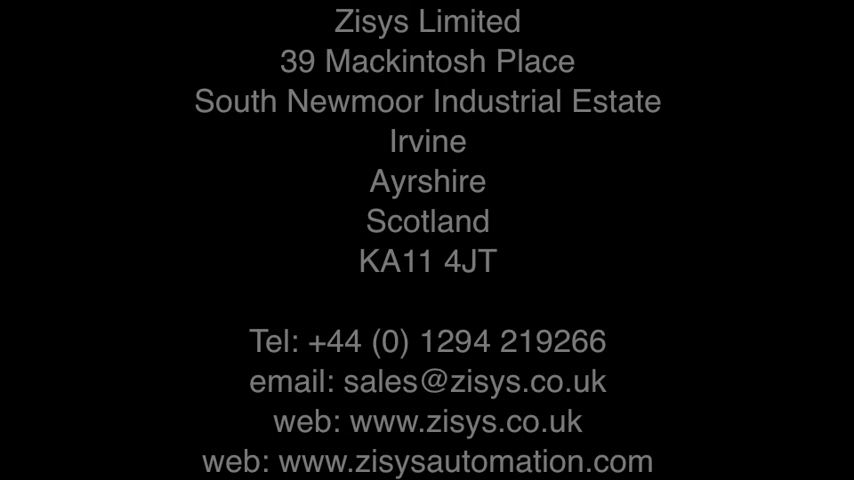 Zisys Limited
39 Mackintosh Place
South Newmoor Industrial Estate
Irvine
Ayrshire
Scotland
KA11 4JT
Tel: +44 (0) 1294 219266
email: sales@zisys.co.uk
web: www.zisys.co.uk
web: www.zisysautomation.com